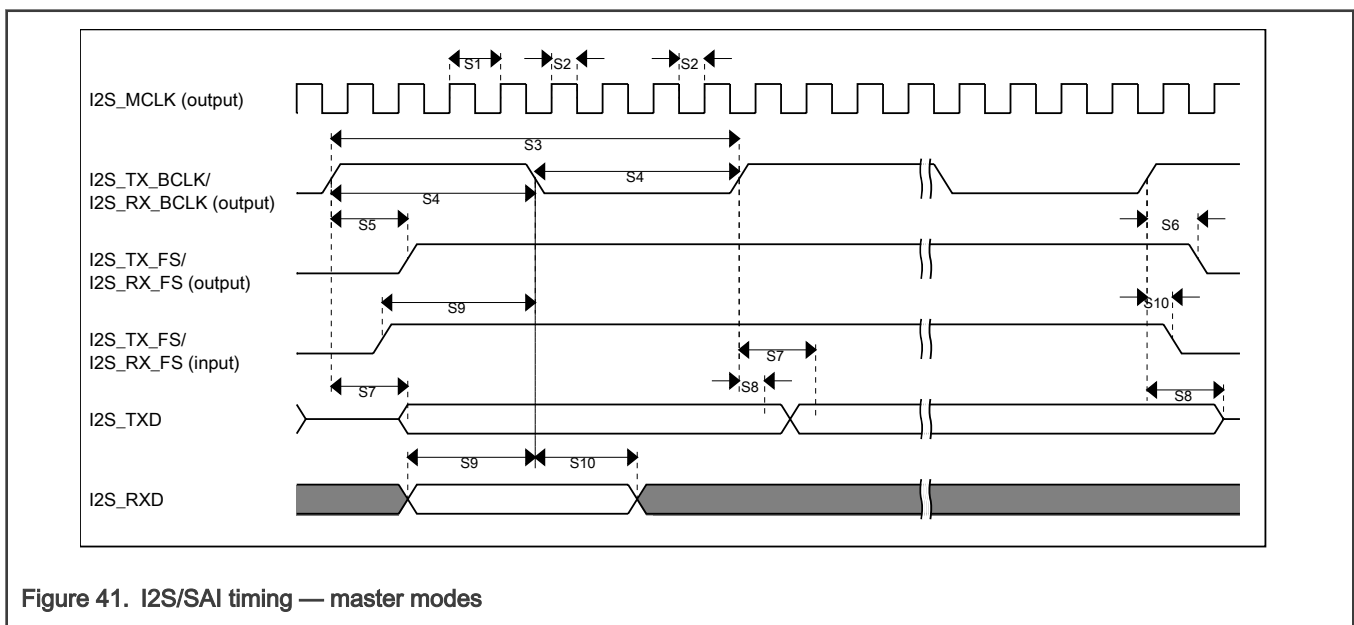 S1 S2 S2
I2S_MCLK (output)
S3
I2S_TX_BCLK/
I2S_RX_BCLK (output)
S4
S4
S5
S6
I2S_TX_FS/
I2S_RX_FS (output)
S9
S10
I2S_TX_FS/
I2S_RX_FS (input)
S7
S7
S8
S8
I2S_TXD
S9
S10
I2S_RXD
Figure 41. I2S/SAI timing — master modes